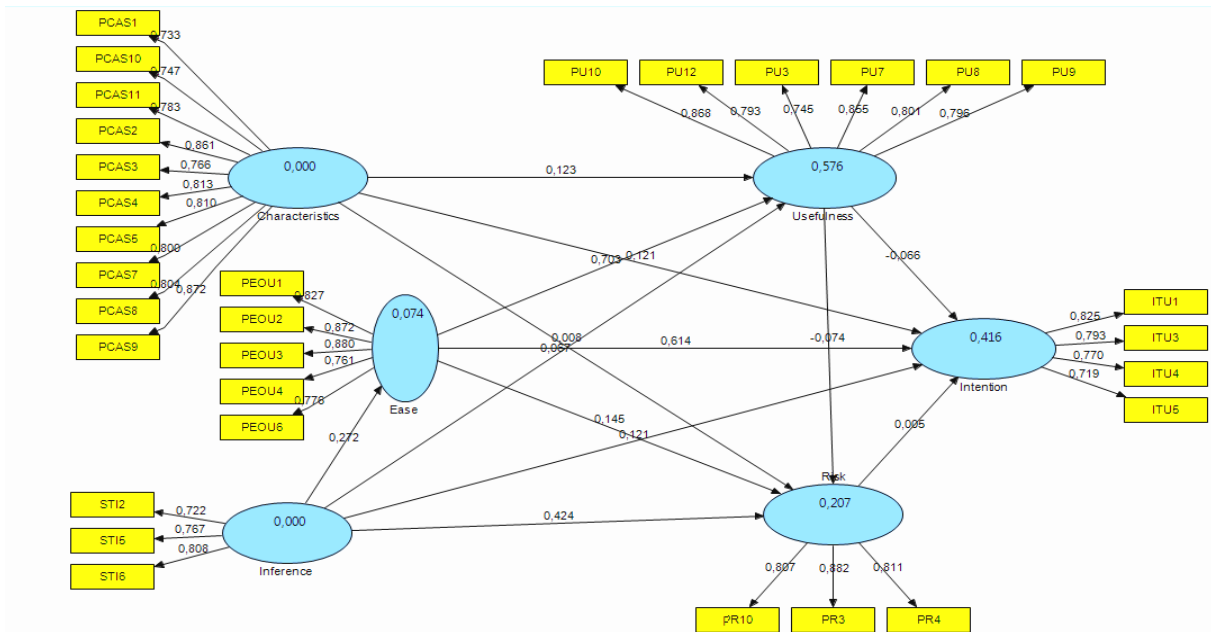 PCAS1
PCAS10
PCAS11
PCAS2
PCAS3
PCAS4
PCAS5
PCAS7
PCAS8
PCAS9
0,733
0,747
0,783
0,861
0,766
0,813
0,810
0,800
0,804
0,872
0,000
Characteristics
PU10
PU12
PU3
PU7
PU8
PU9
0,868
0,793
0,745
0,855
0,801
0,796
0,576
Usefulness
0,123
0,703
0,121
-0,066
PEOU1
PEOU2
PEOU3
PEOU4
PEOU6
0,827
0,872
0,880
0,761
0,776
0,074
Ease
0,008
0,067
0,614
-0,074
0,416
Intention
ITU1
ITU3
ITU4
ITU5
0,825
0,793
0,770
0,719
0,272
0,145
0,121
0,005
STI2
STI5
STI6
0,722
0,767
0,808
0,000
Inference
0,424
Risk
0,207
0,807
0,882
0,811
PR10
PR3
PR4